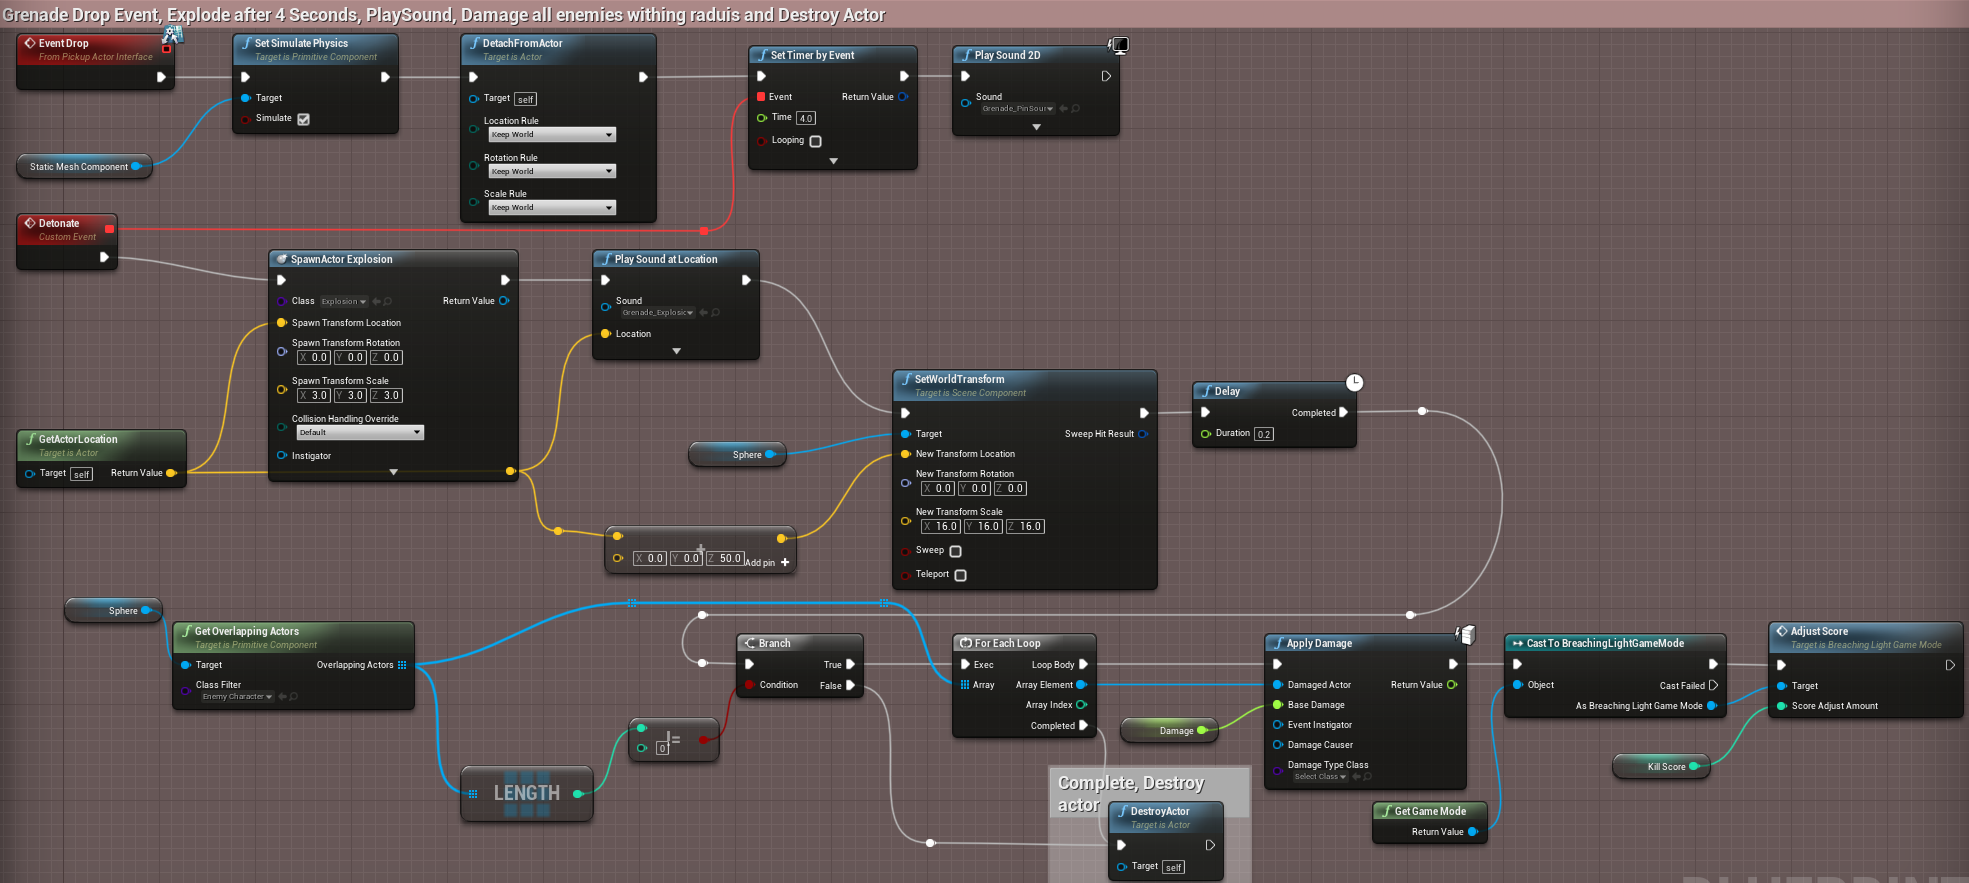 Grenade Drop Event, Explode after 4 Seconds, PlaySound, Damage all enemies withing raduis and Destroy Actor
Event Drop
From Pickup Actor Interface
Set Simulate Physics
Target is Primitive Component
Target
Simulate
Static Mesh Component
DetachFromActor
Target is Actor
Target self
Location Rule
Keep World
Rotation Rule
Keep World
Scale Rule
Keep World
Set Timer by Event
Event Return Value
Time 4.0
Looping
Play Sound 2D
Sound
Grenade_PinSour
Detonate
Custom Event
SpawnActor Explosion
Class Explosion Return Value
Spawn Transform Location
Spawn Transform Rotation
X 0.0 Y 0.0 Z 0.0
Spawn Transform Scale
X 3.0 Y 3.0 Z 3.0
Collision Handling Override
Default
Instigator
Play Sound at Location
Sound
Grenade_Explosic
Location
GetActorLocation
Target is Actor
Target self Return Value
Sphere
X 0.0 Y 0.0 Z 50.0 Add pin +
SetWorldTransform
Target is Scene Component
Target Sweep Hit Result
New Transform Location
New Transform Rotation
X 0.0 Y 0.0 Z 0.0
New Transform Scale
X 16.0 Y 16.0 Z 16.0
Sweep
Teleport
Delay
Completed
Duration 0.2
Sphere
Get Overlapping Actors
Target is Primitive Component
Target Overlapping Actors
Class Filter
Enemy Character
LENGTH
!=
0
Branch
True
Condition False
For Each Loop
Exec Loop Body
Array Array Element
Array Index
Completed
Damage
Complete, Destroy
actor
DestroyActor
Target is Actor
Target self
Apply Damage
Damaged Actor Return Value
Base Damage
Event Instigator
Damage Causer
Damage Type Class
Select Class
Get Game Mode
Return Value
Cast To BreachingLightGameMode
Object Cast Failed
As Breaching Light Game Mode
Kill Score
Adjust Score
Target is Breaching Light Game Mode
Target
Score Adjust Amount